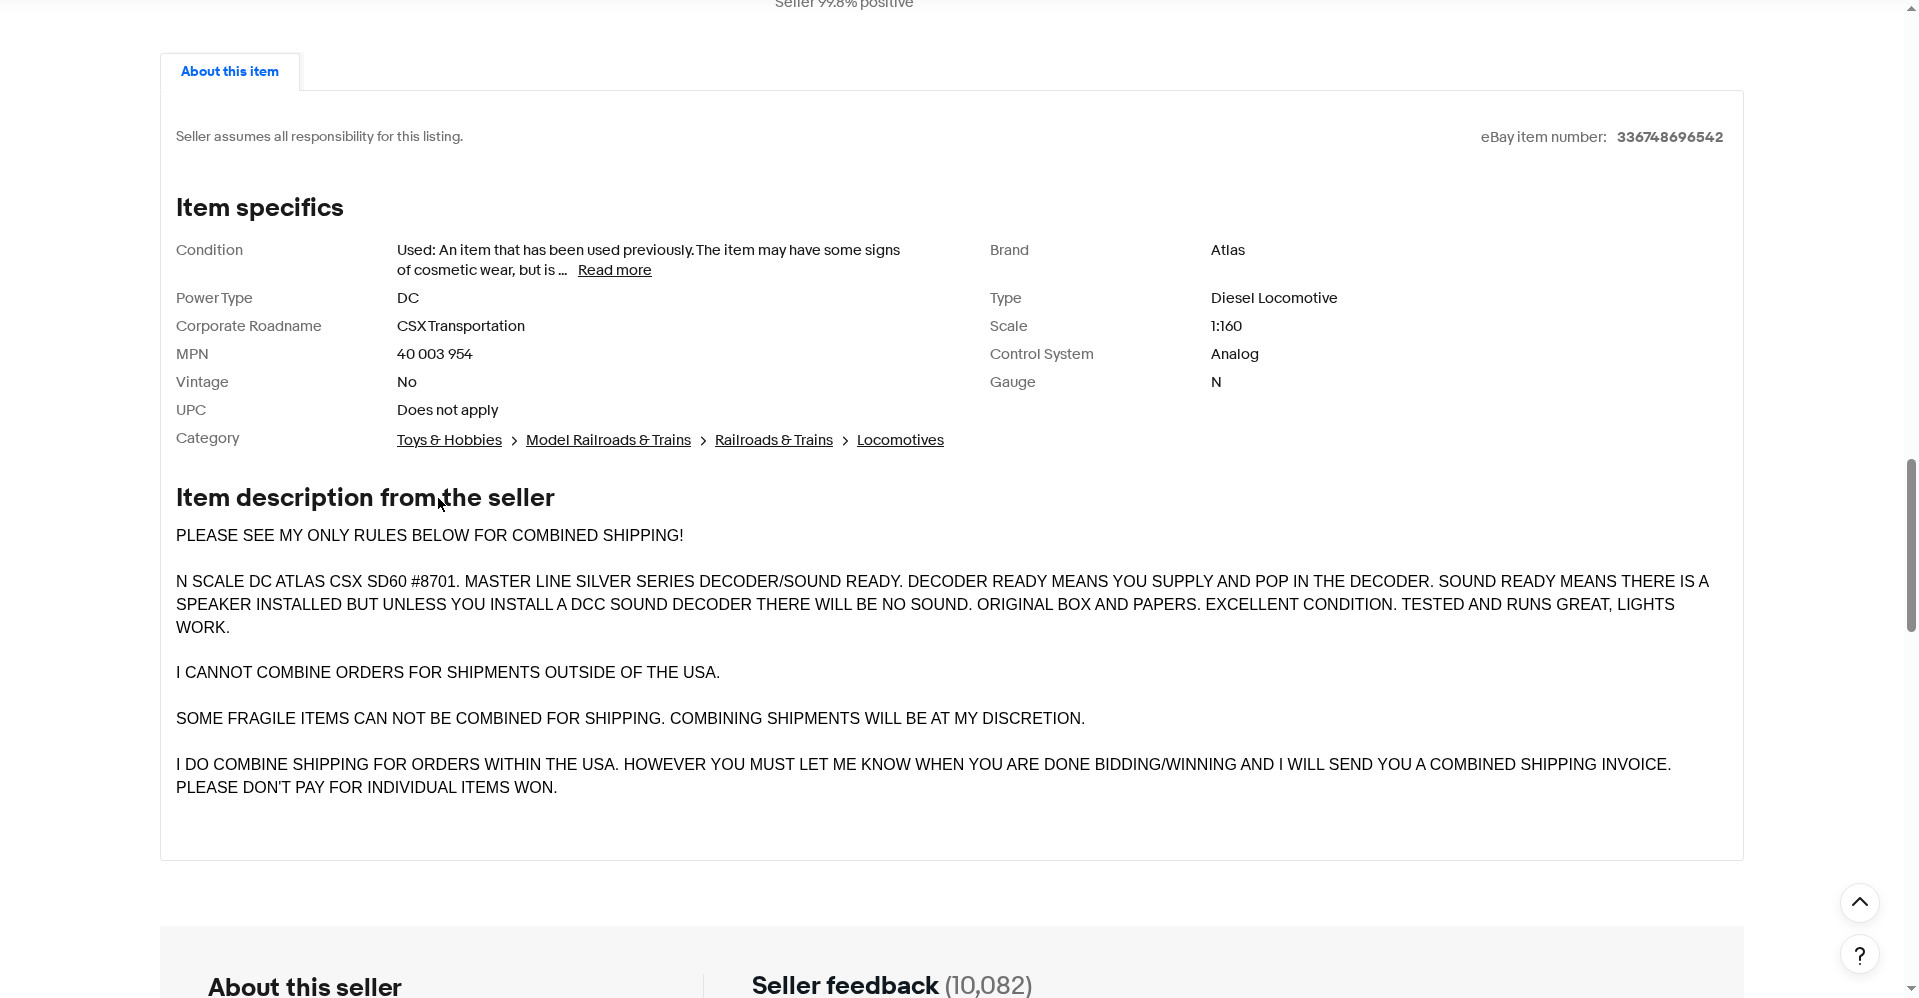 Seller 99.8% positive
About this item
Seller assumes all responsibility for this listing.
eBay item number: 336748696542
Item specifics
Condition
Used: An item that has been used previously. The item may have some signs
of cosmetic wear, but is ... Read more
Brand
Atlas
Power Type
DC
Type
Diesel Locomotive
Corporate Roadname
CSX Transportation
Scale
1:160
MPN
40 003 954
Control System
Analog
Vintage
No
Gauge
N
UPC
Does not apply
Category
Toys & Hobbies > Model Railroads & Trains > Railroads & Trains > Locomotives
Item description from the seller
PLEASE SEE MY ONLY RULES BELOW FOR COMBINED SHIPPING!
N SCALE DC ATLAS CSX SD60 #8701. MASTER LINE SILVER SERIES DECODER/SOUND READY. DECODER READY MEANS YOU SUPPLY AND POP IN THE DECODER. SOUND READY MEANS THERE IS A
SPEAKER INSTALLED BUT UNLESS YOU INSTALL A DCC SOUND DECODER THERE WILL BE NO SOUND. ORIGINAL BOX AND PAPERS. EXCELLENT CONDITION. TESTED AND RUNS GREAT, LIGHTS
WORK.
I CANNOT COMBINE ORDERS FOR SHIPMENTS OUTSIDE OF THE USA.
SOME FRAGILE ITEMS CAN NOT BE COMBINED FOR SHIPPING. COMBINING SHIPMENTS WILL BE AT MY DISCRETION.
I DO COMBINE SHIPPING FOR ORDERS WITHIN THE USA. HOWEVER YOU MUST LET ME KNOW WHEN YOU ARE DONE BIDDING/WINNING AND I WILL SEND YOU A COMBINED SHIPPING INVOICE.
PLEASE DON'T PAY FOR INDIVIDUAL ITEMS WON.
?
About this seller
Seller feedback (10,082)